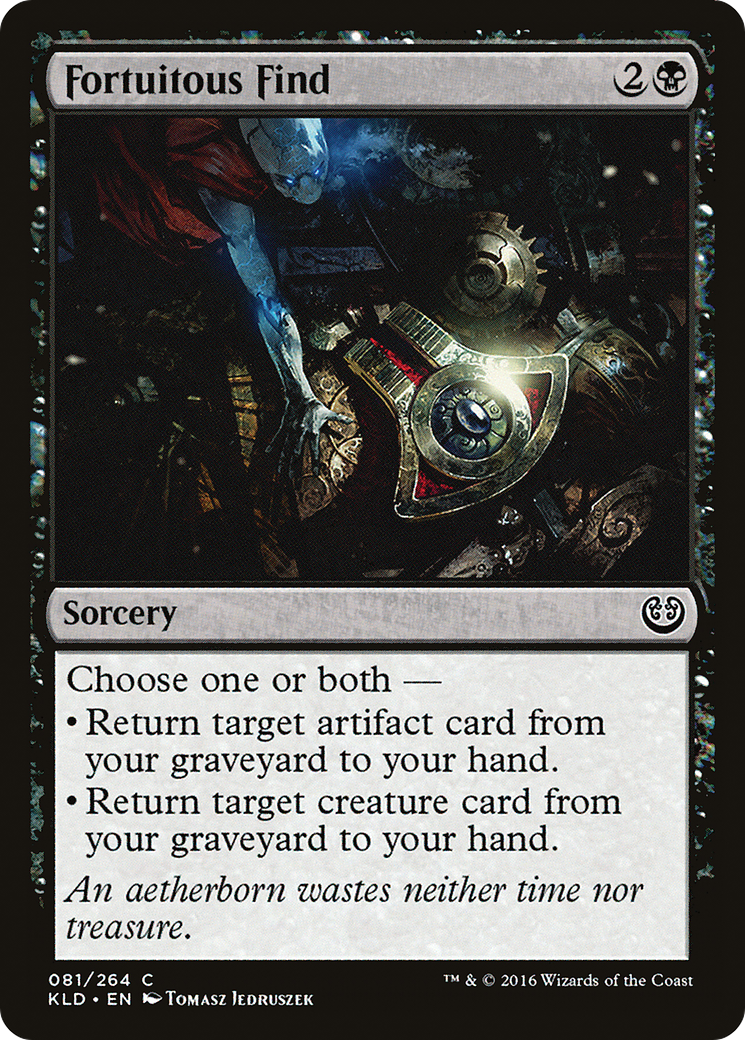 Fortuitous Find 2
Sorcery
Choose one or both —
• Return target artifact card from
your graveyard to your hand.
• Return target creature card from
your graveyard to your hand.
An aetherborn wastes neither time nor
treasure.
081/264 C
KLD • EN Tomasz Jedruszek
™ & © 2016 Wizards of the Coast